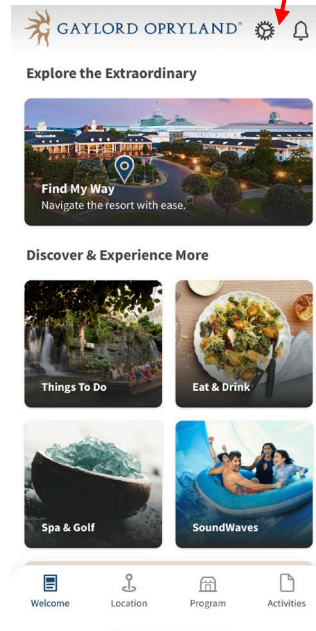 GAYLORD OPRYLAND®
Explore the Extraordinary
Find My Way
Navigate the resort with ease.
Discover & Experience More
Things To Do
Eat & Drink
Spa & Golf
SoundWaves
Welcome
Location
Program
Activities